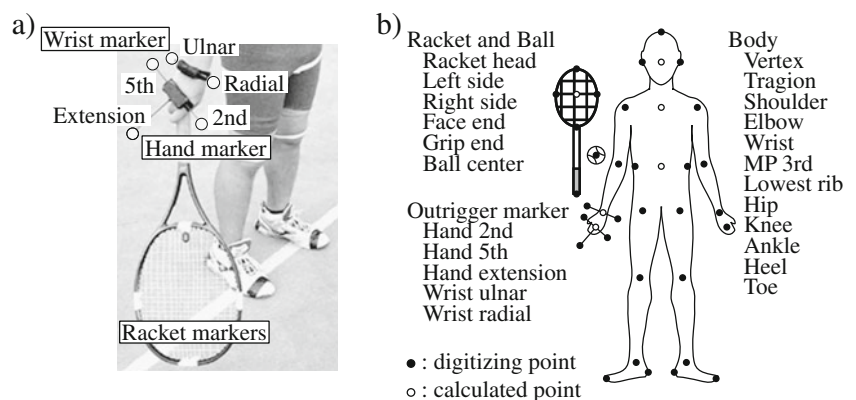 a)
Wrist marker
Ulnar
5th
Radial
Extension
2nd
Hand marker
Racket markers
b)
Racket and Ball
Racket head
Left side
Right side
Face end
Grip end
Ball center
Outrigger marker
Hand 2nd
Hand 5th
Hand extension
Wrist ulnar
Wrist radial
Body
Vertex
Tragion
Shoulder
Elbow
Wrist
MP 3rd
Lowest rib
Hip
Knee
Ankle
Heel
Toe
● : digitizing point
○ : calculated point